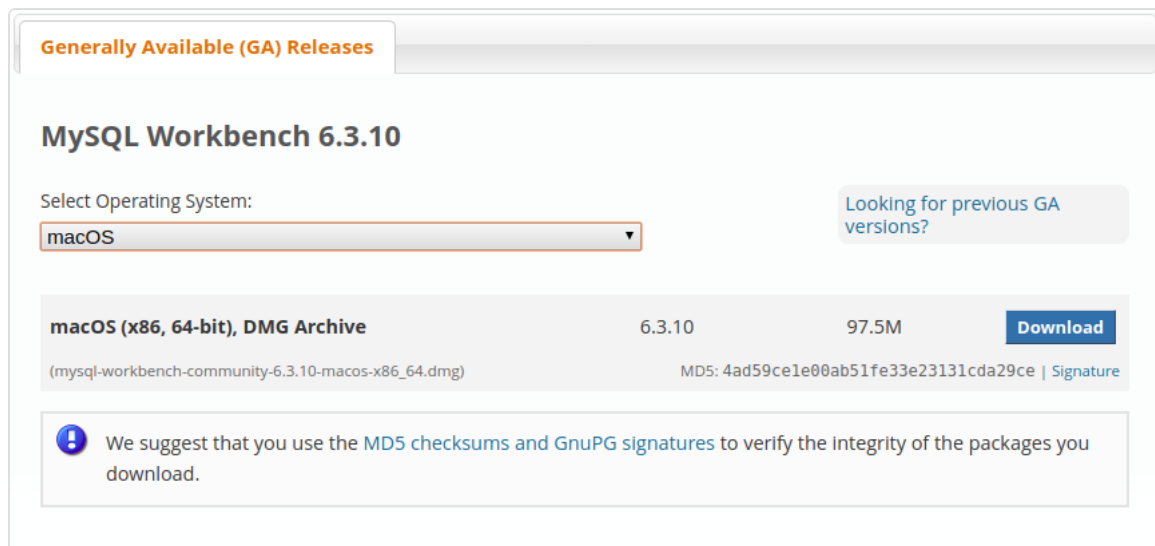 Generally Available (GA) Releases
MySQL Workbench 6.3.10
Select Operating System:
macOS
Looking for previous GA
versions?
macOS (x86, 64-bit), DMG Archive 6.3.10 97.5M Download
(mysql-workbench-community-6.3.10-macos-x86_64.dmg) MD5: 4ad59ce1e00ab51fe33e23131cda29ce | Signature
We suggest that you use the MD5 checksums and GnuPG signatures to verify the integrity of the packages you
download.